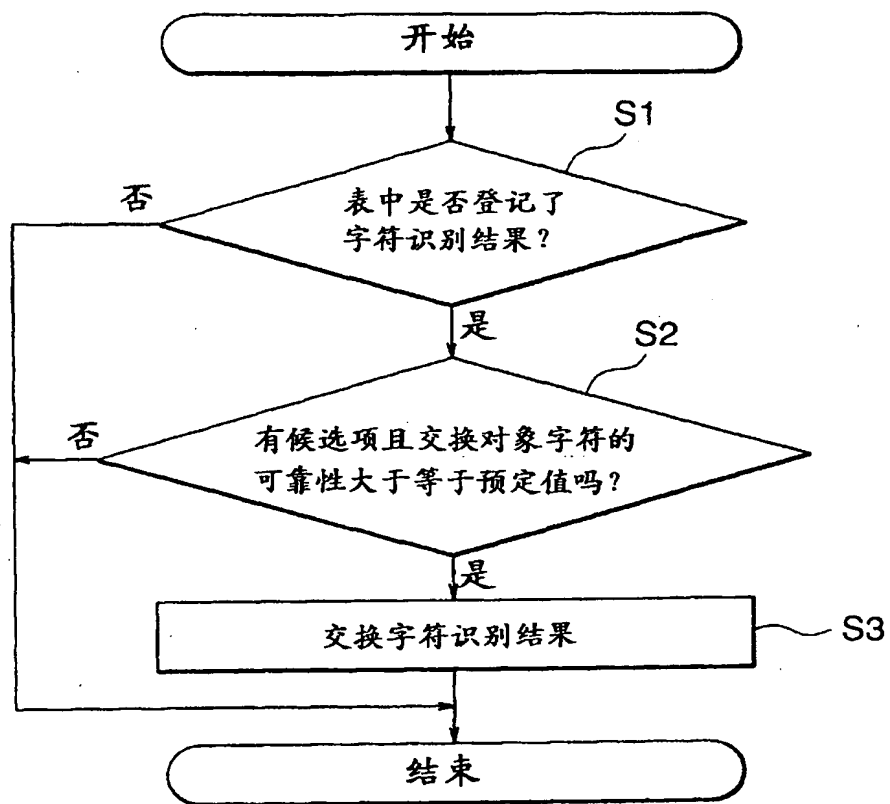 开始
S1
表中是否登记了
字符识别结果？
否
是
S2
有候选项且交换对象字符的
可靠性大于等于预定值吗？
否
是
交换字符识别结果
S3
结束